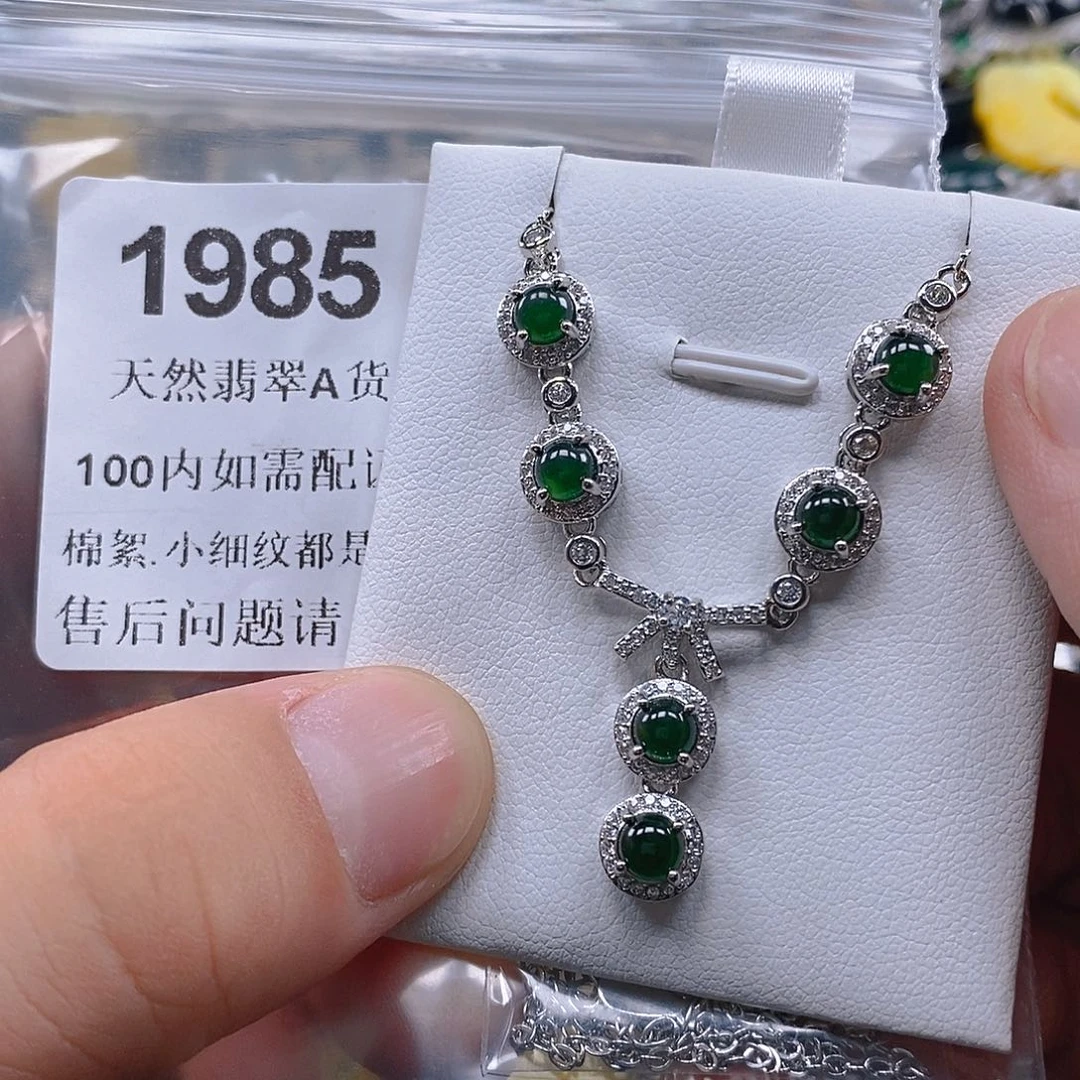 1985
天然翡翠A货
100内如需配
棉絮.小细纹都是
售后问题请